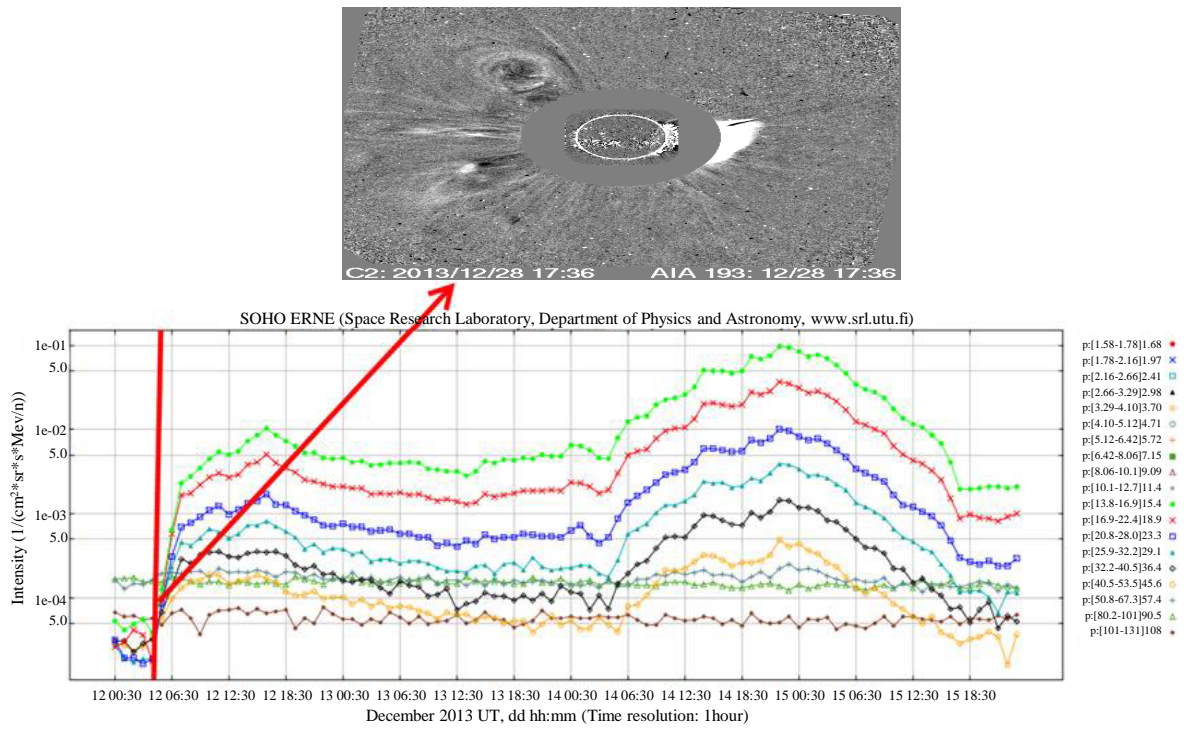 C2: 2013/12/28 17:36 AIA 193: 12/28 17:36
SOHO ERNE (Space Research Laboratory, Department of Physics and Astronomy, www.srl.utu.fi)
Intensity (1/(cm²*sr*s*Mev/n))
1e-01
5.0
1e-02
5.0
1e-03
5.0
1e-04
5.0
p:[1.58-1.78]1.68
p:[1.78-2.16]1.97
p:[2.16-2.66]2.41
p:[2.66-3.29]2.98
p:[3.29-4.10]3.70
p:[4.10-5.12]4.71
p:[5.12-6.42]5.72
p:[6.42-8.06]7.15
p:[8.06-10.1]9.09
p:[10.1-12.7]11.4
p:[13.8-16.9]15.4
p:[16.9-22.4]18.9
p:[20.8-28.0]23.3
p:[25.9-32.2]29.1
p:[32.2-40.5]36.4
p:[40.5-53.5]45.6
p:[50.8-67.3]57.4
p:[80.2-101]90.5
p:[101-131]108
12 00:30 12 06:30 12 12:30 12 18:30 13 00:30 13 06:30 13 12:30 13 18:30 14 00:30 14 06:30 14 12:30 14 18:30 15 00:30 15 06:30 15 12:30 15 18:30
December 2013 UT, dd hh:mm (Time resolution: 1hour)